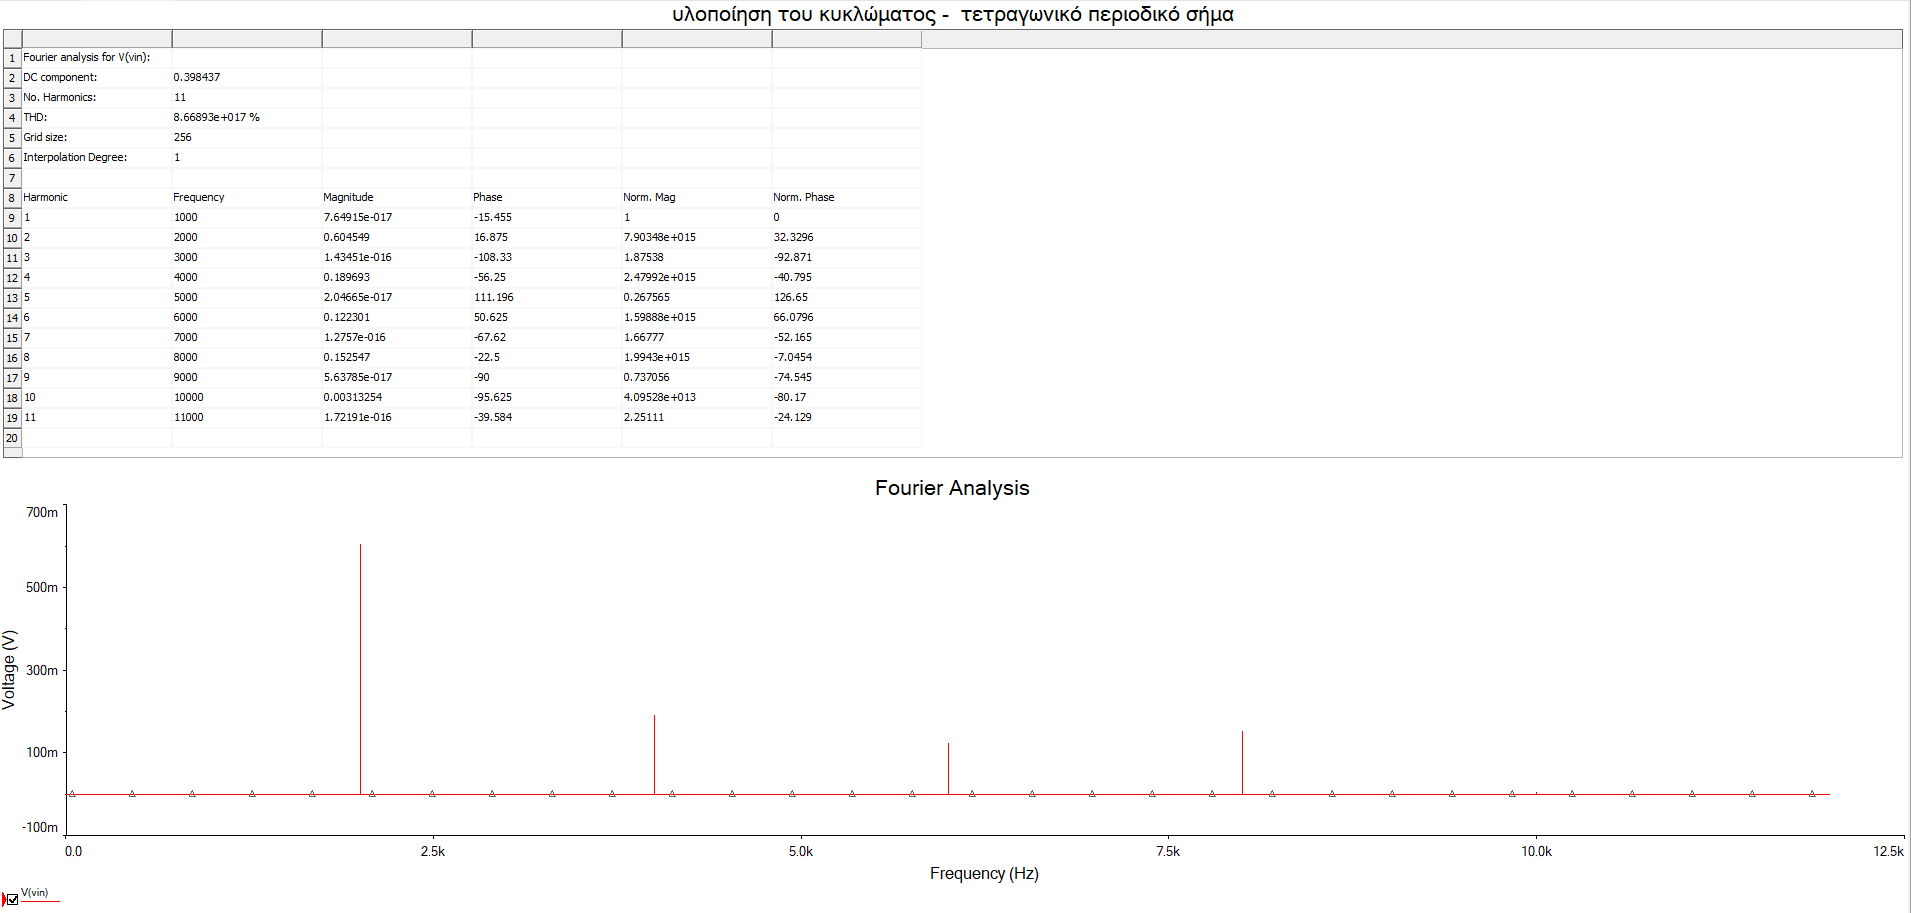 υλοποίηση του κυκλώματος -  τετραγωνικό περιοδικό σήμα
1 Fourier analysis for V(vin):
2 DC component: 0.398437
3 No. Harmonics: 11
4 THD: 8.66893e+017 %
5 Grid size: 256
6 Interpolation Degree: 1
7
8 Harmonic Frequency Magnitude Phase Norm. Mag Norm. Phase
9 1 1000 7.64915e-017 -15.455 1 0
10 2 2000 0.604549 16.875 7.90348e+015 32.3296
11 3 3000 1.43451e-016 -108.33 1.87538 -92.871
12 4 4000 0.189693 -56.25 2.47992e+015 -40.795
13 5 5000 2.04665e-017 111.196 0.267565 126.65
14 6 6000 0.122301 50.625 1.59888e+015 66.0796
15 7 7000 1.2757e-016 -67.62 1.66777 -52.165
16 8 8000 0.152547 -22.5 1.9943e+015 -7.0454
17 9 9000 5.63785e-017 -90 0.737056 -74.545
18 10 10000 0.00313254 -95.625 4.09528e+013 -80.17
19 11 11000 1.72191e-016 -39.584 2.25111 -24.129
20
Fourier Analysis
700m
500m
300m
100m
-100m
Voltage (V)
0.0 2.5k 5.0k 7.5k 10.0k 12.5k
Frequency (Hz)
V(vin)